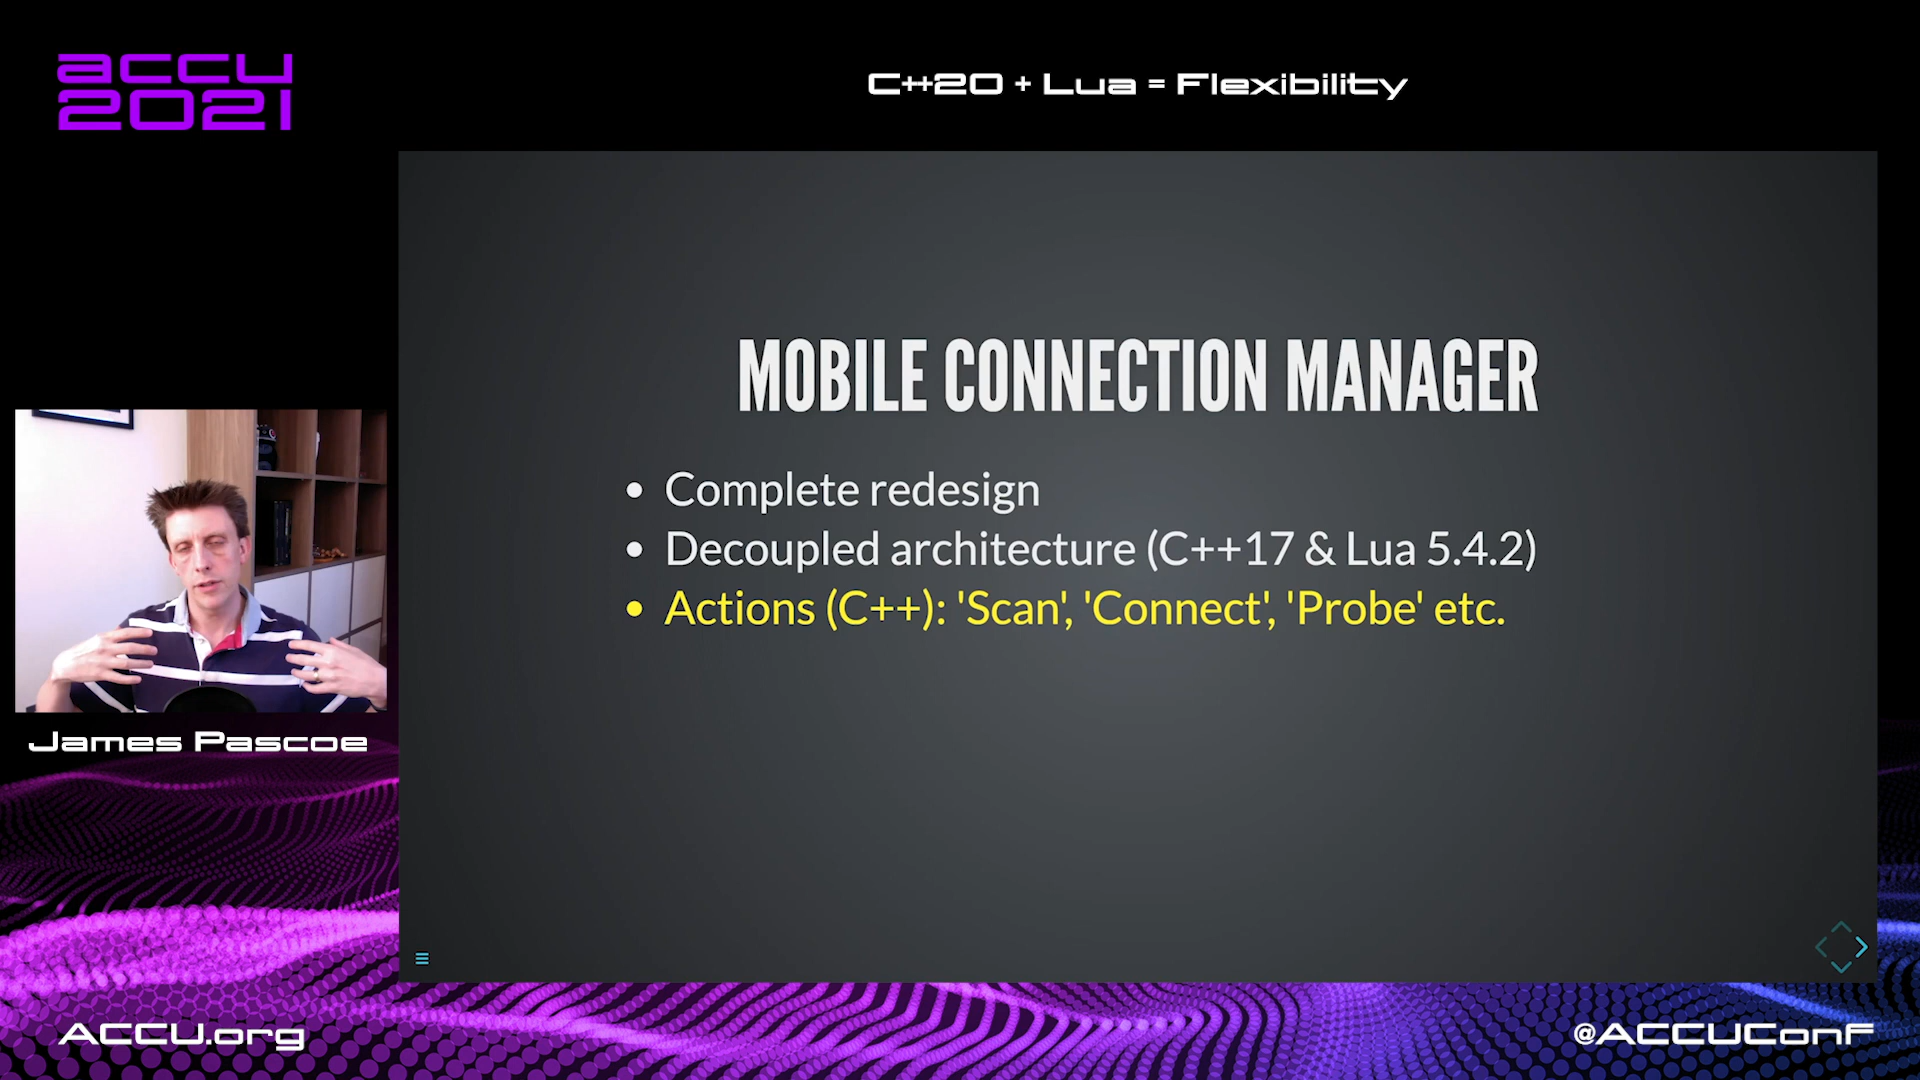 accu
2021
C++20 + Lua = Flexibility
MOBILE CONNECTION MANAGER
• Complete redesign
• Decoupled architecture (C++17 & Lua 5.4.2)
• Actions (C++): 'Scan', 'Connect', 'Probe' etc.
James Pascoe
ACCU.org
@ACCUConf